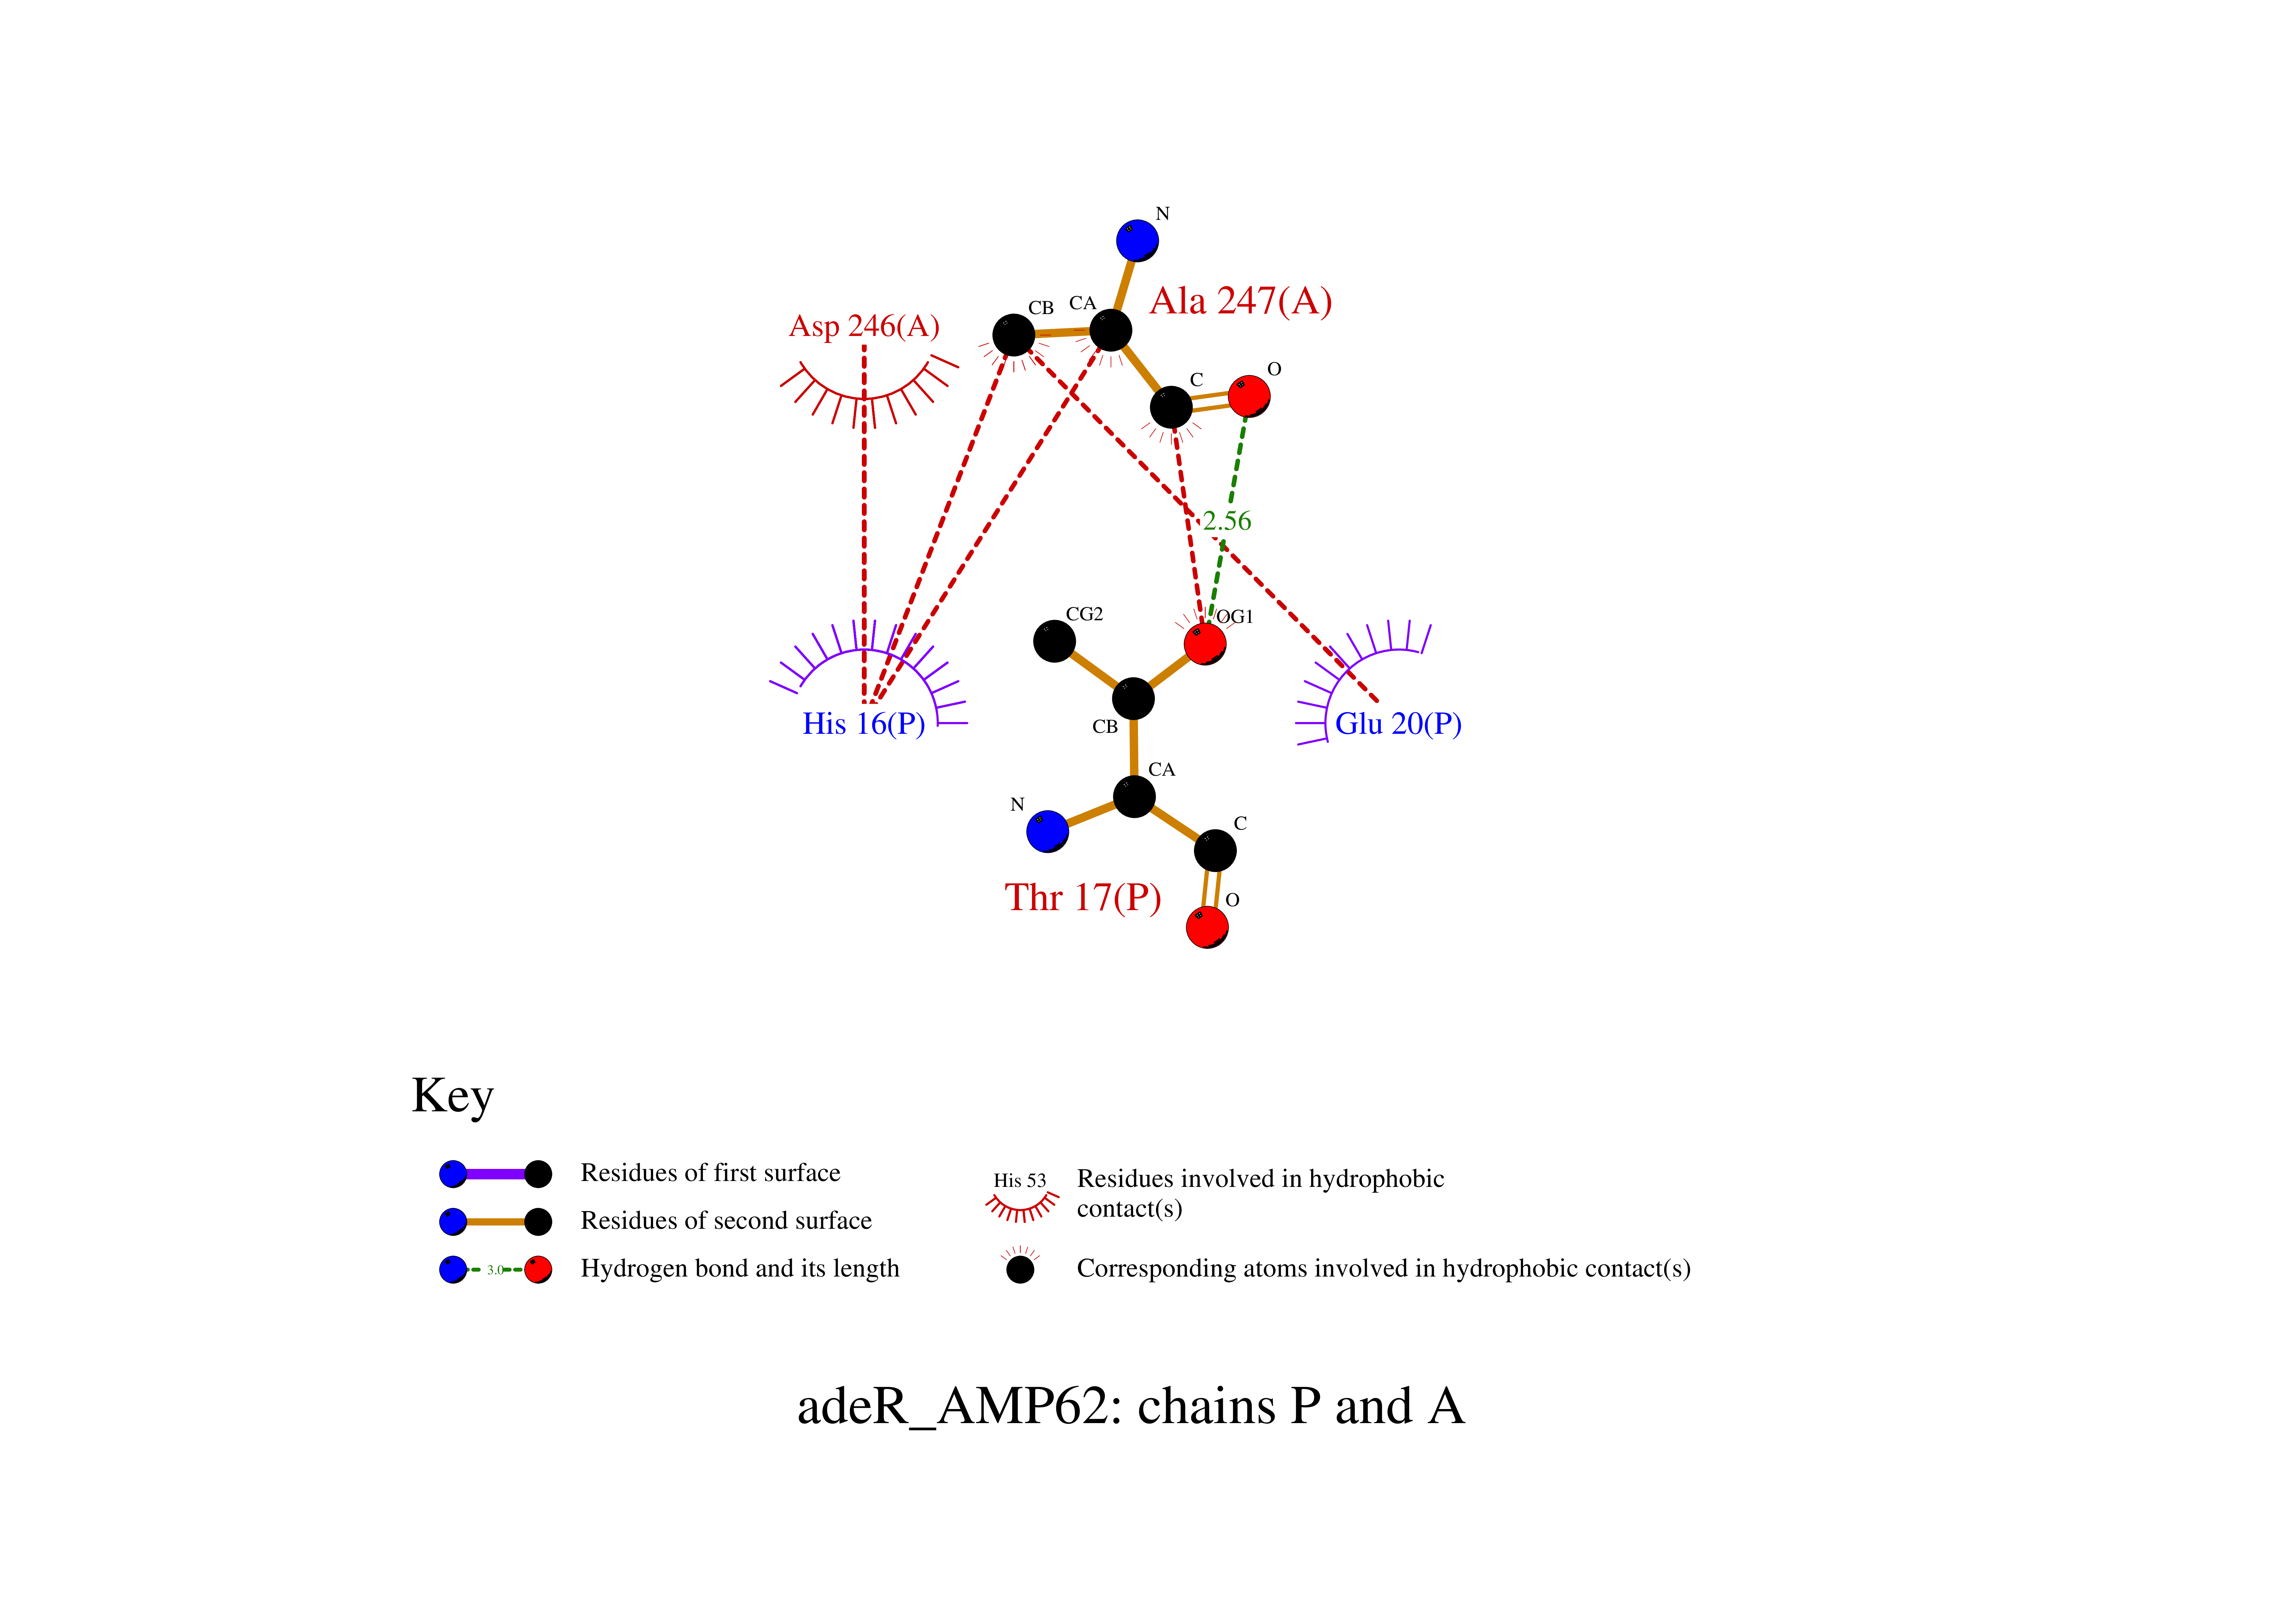 N
CB
CA
Ala 247(A)
Asp 246(A)
C
O
2.56
CG2
OG1
His 16(P)
CB
Glu 20(P)
CA
N
C
Thr 17(P)
O
Key
Residues of first surface
Residues of second surface
3.0
Hydrogen bond and its length
His 53
Residues involved in hydrophobic
contact(s)
Corresponding atoms involved in hydrophobic contact(s)
adeR_AMP62: chains P and A